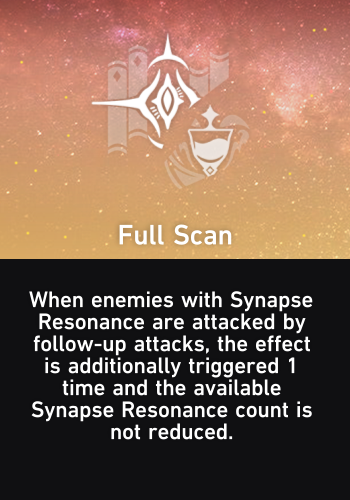 Full Scan
When enemies with Synapse
Resonance are attacked by
follow-up attacks, the effect
is additionally triggered 1
time and the available
Synapse Resonance count is
not reduced.